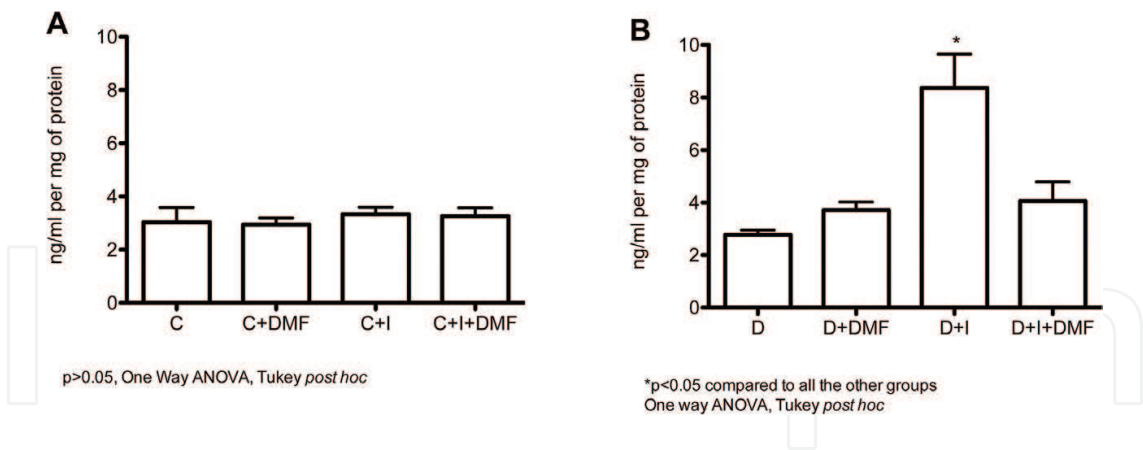 A
10
8
6
4
2
0
ng/ml per mg of protein
C C+DMF C+I C+I+DMF
p>0.05, One Way ANOVA, Tukey post hoc
B
10
8
6
4
2
0
ng/ml per mg of protein
*
D D+DMF D+I D+I+DMF
*p<0.05 compared to all the other groups
One way ANOVA, Tukey post hoc